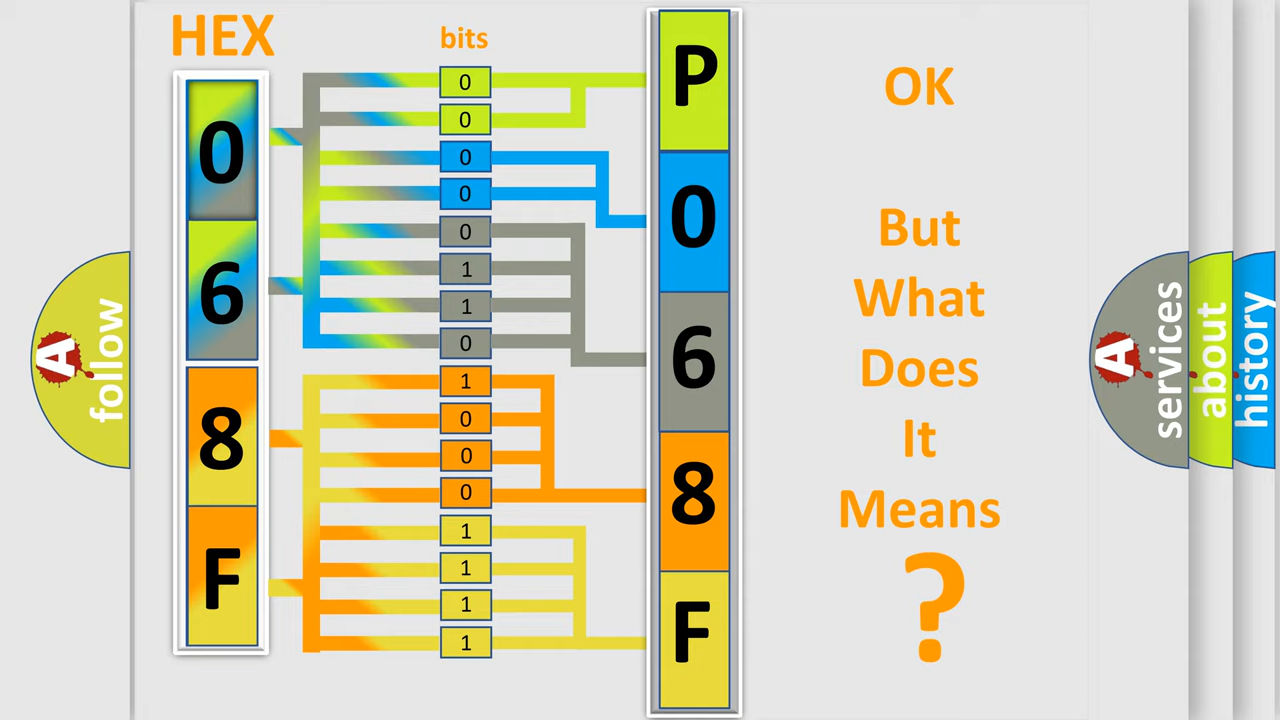 HEX
bits
0
6
8
F
0
0
0
0
0
1
1
0
1
0
0
0
1
1
1
1
P
0
6
8
F
OK
But
What
Does
It
Means
?
A
follow
A
services
about
history